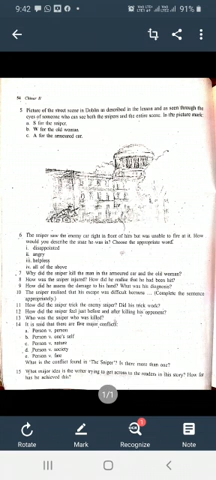 9:42
91%
94 Climax II
5 Picture of the street scene in Dublin as described in the lesson and as seen through the
eyes of someone who can see both the snipers and the entire scene. In the picture mark
a. S for the sniper.
b. W for the old woman.
c. A for the armoured car.
6 The sniper saw the enemy car right in front of him but was unable to fire at it. How
would you describe the man he was in? Choose the appropriate word.
i. disappointed
ii. angry
iii. helpless
iv. all of the above
7 Why did the sniper kill the man in the armoured car and the old woman?
8 How was the sniper injured? How did he realise that he had been hit?
9 How did he assess the damage to his hand? What was his diagnosis?
10 The sniper realised that his escape was difficult because ... (Complete the sentence
appropriately.)
11 How did the sniper trick the enemy sniper? Did his trick work?
12 How did the sniper feel just before and after killing his opponent?
13 Who was the sniper who was killed?
14 It is said that there are five major conflicts:
a. Person v. person
b. Person v. one's self
c. Person v. nature
d. Person v. society
e. Person v. fate
What is the conflict found in "The Sniper"? Is there more than one?
15 What major idea is the writer trying to get across to the readers in this story? How far
has he achieved this?
1/1
Rotate
Mark
Recognize
Note